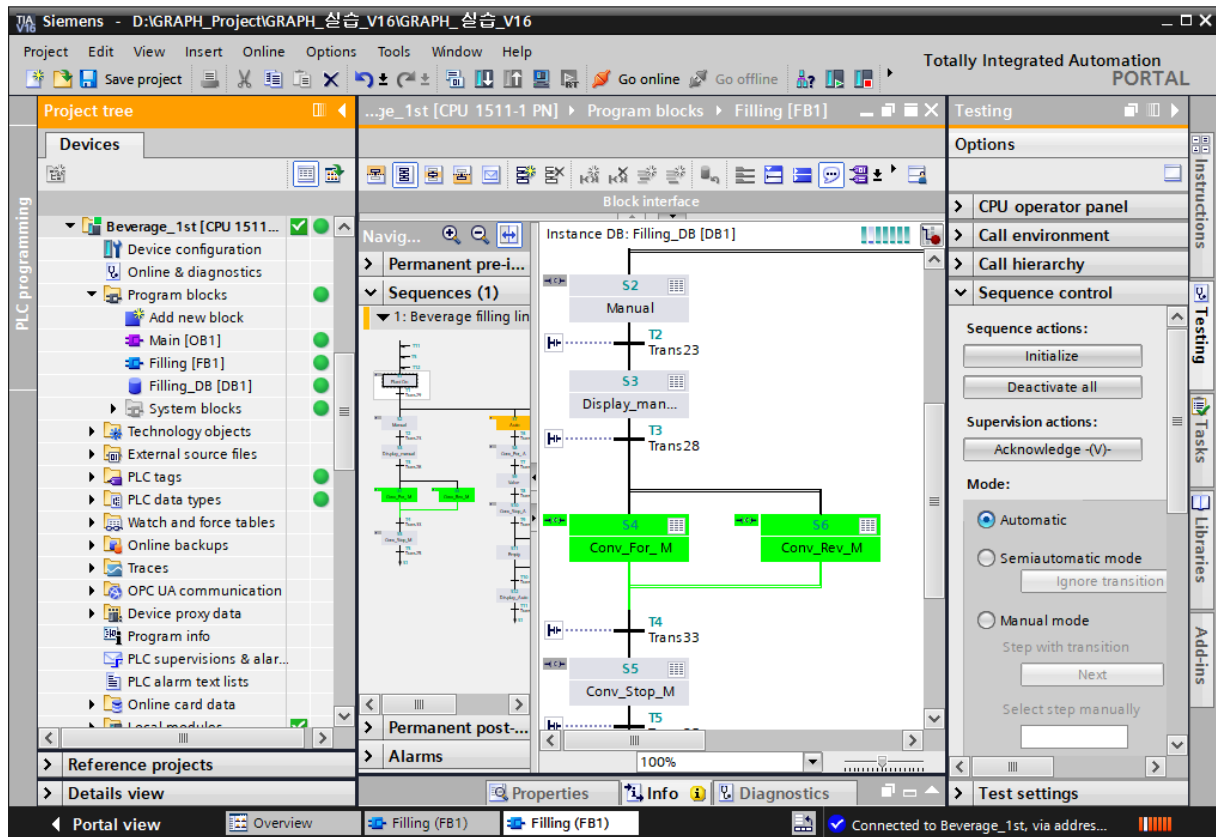 TIA V16 Siemens - D:\GRAPH_Project\GRAPH_실습_V16\GRAPH_실습_V16
Project Edit View Insert Online Options Tools Window Help
Totally Integrated Automation
PORTAL
Save project Go online Go offline
Project tree
Devices
PLC programming
Beverage_1st [CPU 1511...
Device configuration
Online & diagnostics
Program blocks
Add new block
Main [OB1]
Filling [FB1]
Filling_DB [DB1]
System blocks
Technology objects
External source files
PLC tags
PLC data types
Watch and force tables
Online backups
Traces
OPC UA communication
Device proxy data
Program info
PLC supervisions & alar...
PLC alarm text lists
Online card data
Local modules
Reference projects
Details view
...ge_1st [CPU 1511-1 PN] Program blocks Filling [FB1]
Block interface
Navig...
Permanent pre-i...
Sequences (1)
1: Beverage filling lin
Permanent post-...
Alarms
Instance DB: Filling_DB [DB1]
S2
Manual
T2
Trans23
S3
Display_man...
T3
Trans28
S4
Conv_For_ M
S6
Conv_Rev_M
T4
Trans33
S5
Conv_Stop_M
T5
100%
Properties Info Diagnostics
Testing
Options
CPU operator panel
Call environment
Call hierarchy
Sequence control
Sequence actions:
Initialize
Deactivate all
Supervision actions:
Acknowledge -(V)-
Mode:
Automatic
Semiautomatic mode
Ignore transition
Manual mode
Step with transition
Next
Select step manually
Test settings
Instructions
Testing
Tasks
Libraries
Add-ins
Portal view Overview Filling (FB1) Filling (FB1) Connected to Beverage_1st, via addres...